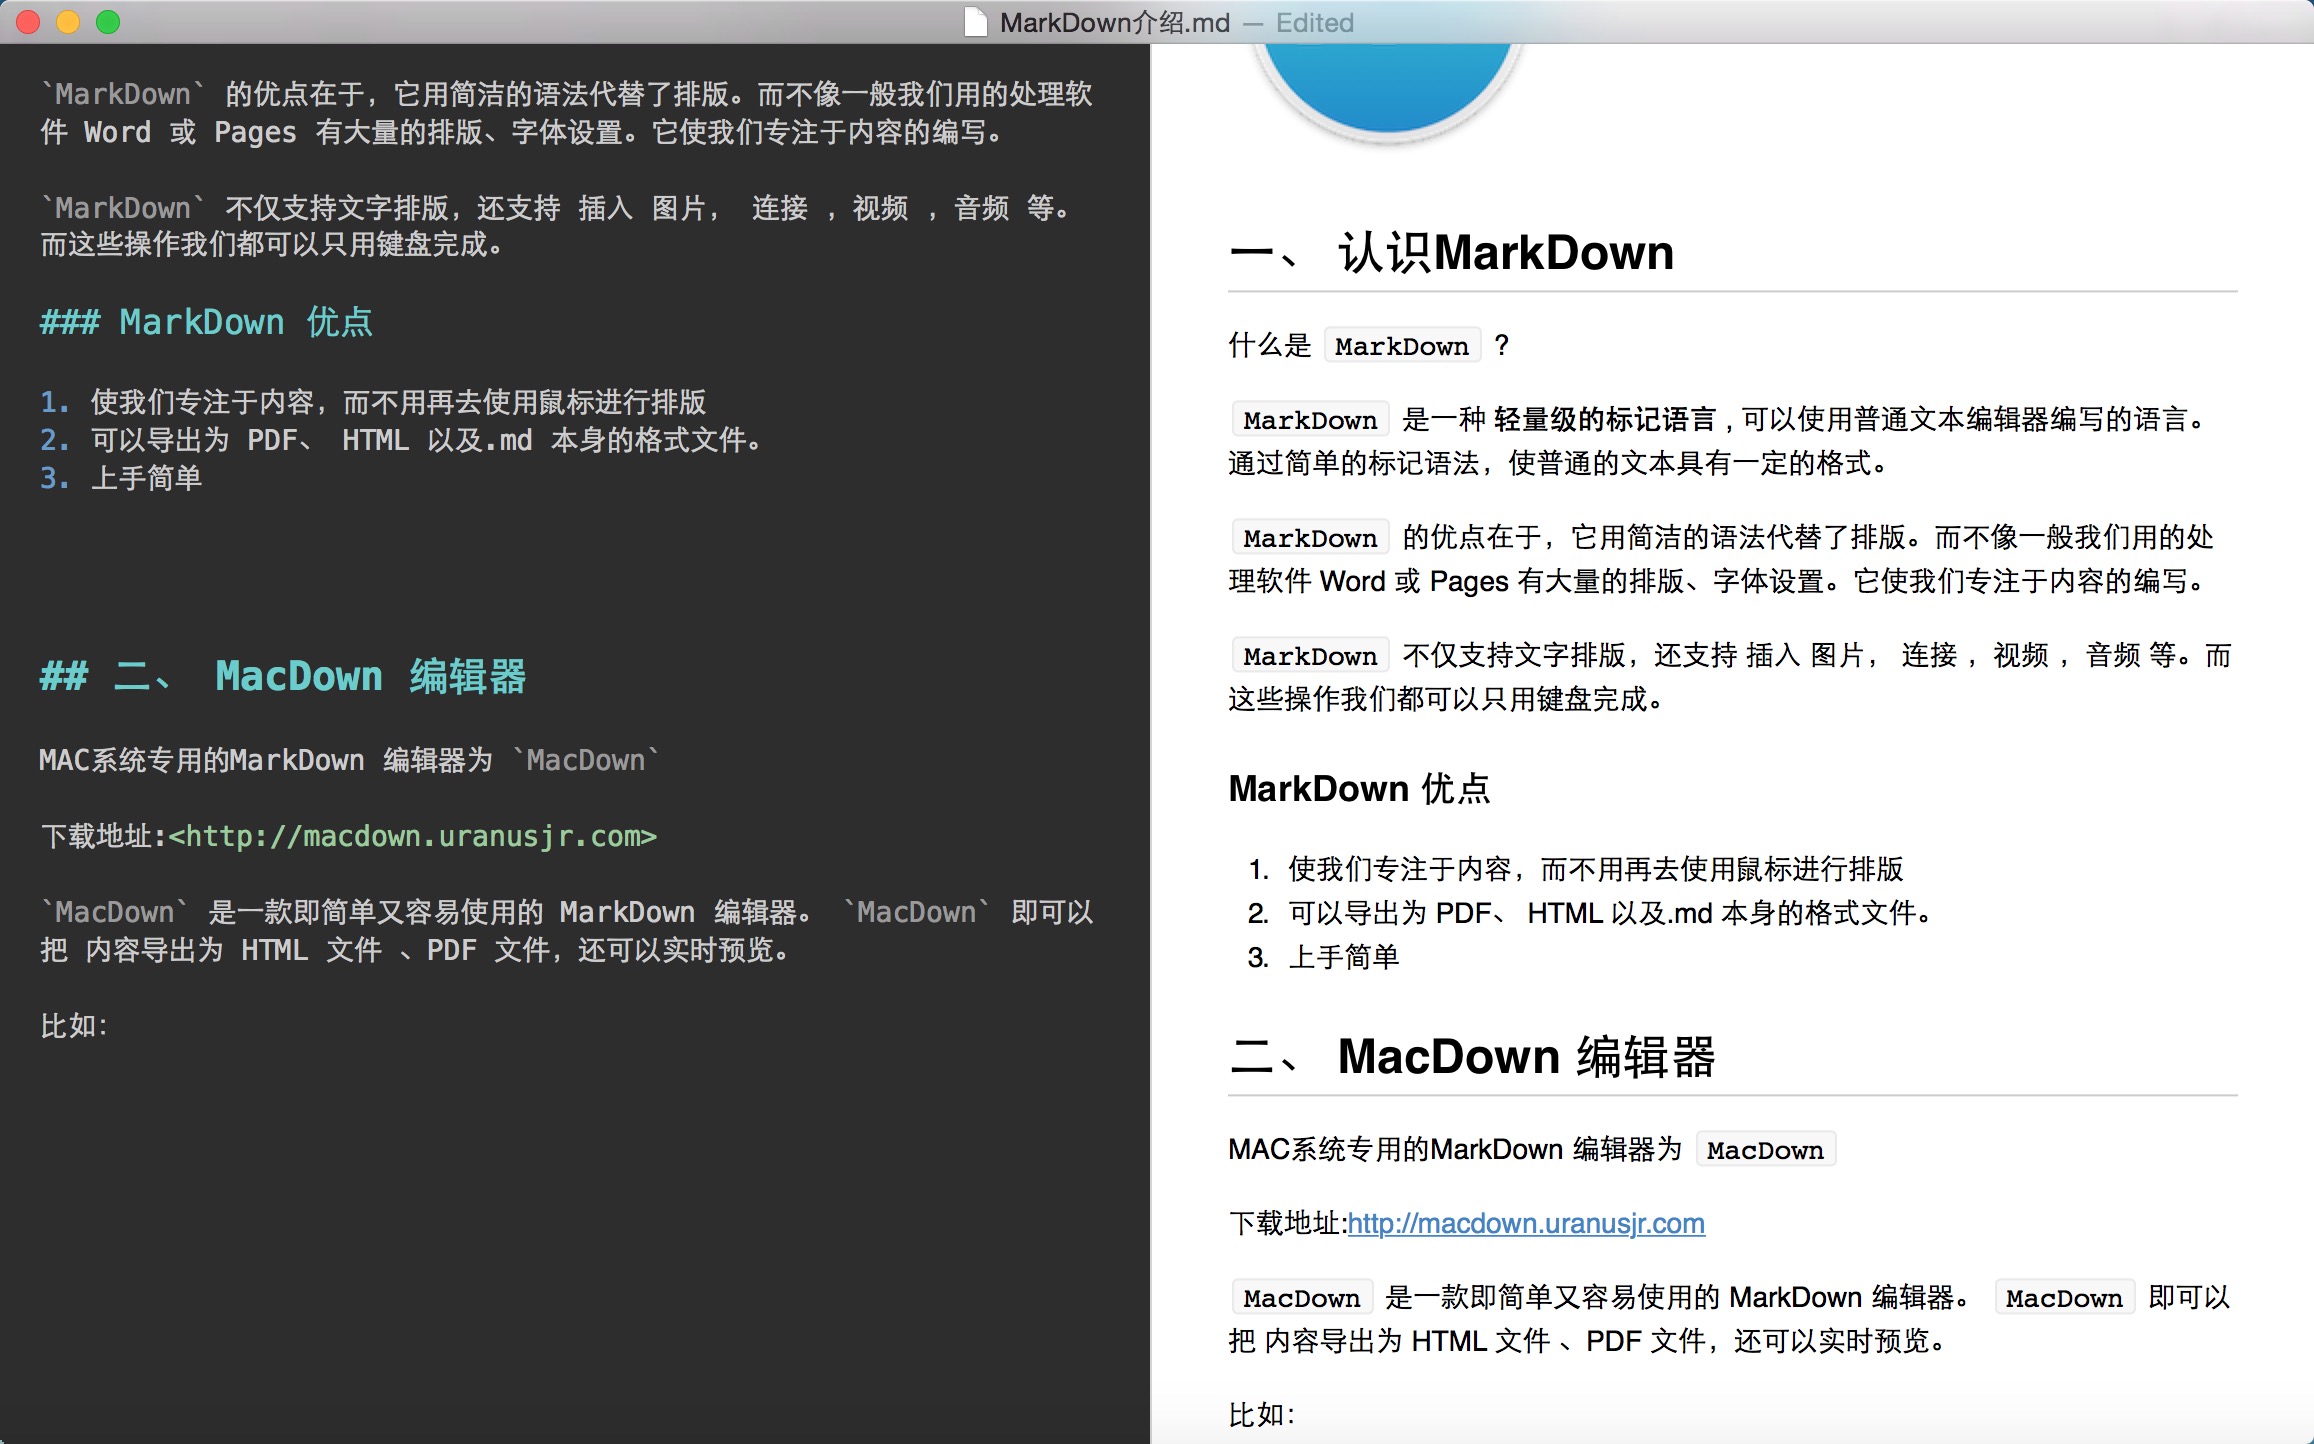 MarkDown介绍.md — Edited
`MarkDown` 的优点在于，它用简洁的语法代替了排版。而不像一般我们用的处理软
件 Word 或 Pages 有大量的排版、字体设置。它使我们专注于内容的编写。
`MarkDown` 不仅支持文字排版，还支持 插入 图片， 连接 ，视频 ，音频 等。
而这些操作我们都可以只用键盘完成。
### MarkDown 优点
1. 使我们专注于内容，而不用再去使用鼠标进行排版
2. 可以导出为 PDF、 HTML 以及.md 本身的格式文件。
3. 上手简单
## 二、 MacDown 编辑器
MAC系统专用的MarkDown 编辑器为 `MacDown`
下载地址:<http://macdown.uranusjr.com>
`MacDown` 是一款即简单又容易使用的 MarkDown 编辑器。 `MacDown` 即可以
把 内容导出为 HTML 文件 、PDF 文件，还可以实时预览。
比如：
一、 认识MarkDown
什么是 MarkDown ?
MarkDown 是一种 轻量级的标记语言 , 可以使用普通文本编辑器编写的语言。
通过简单的标记语法，使普通的文本具有一定的格式。
MarkDown 的优点在于，它用简洁的语法代替了排版。而不像一般我们用的处
理软件 Word 或 Pages 有大量的排版、字体设置。它使我们专注于内容的编写。
MarkDown 不仅支持文字排版，还支持 插入 图片， 连接 ，视频 ，音频 等。而
这些操作我们都可以只用键盘完成。
MarkDown 优点
1. 使我们专注于内容，而不用再去使用鼠标进行排版
2. 可以导出为 PDF、 HTML 以及.md 本身的格式文件。
3. 上手简单
二、 MacDown 编辑器
MAC系统专用的MarkDown 编辑器为 MacDown
下载地址:http://macdown.uranusjr.com
MacDown 是一款即简单又容易使用的 MarkDown 编辑器。 MacDown 即可以
把 内容导出为 HTML 文件 、PDF 文件，还可以实时预览。
比如：